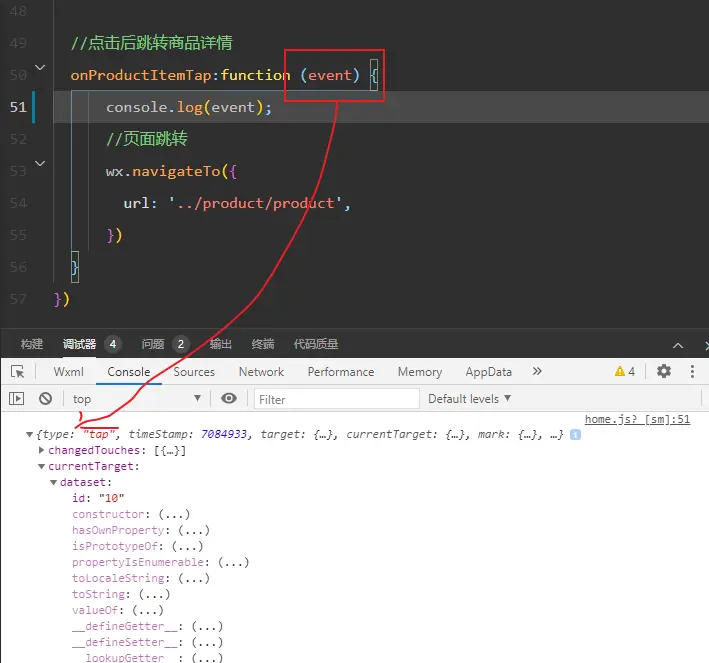 48
49 //点击后跳转商品详情
50 onProductItemTap:function (event) {
51 console.log(event);
52 //页面跳转
53 wx.navigateTo({
54 url: '../product/product',
55 })
56 }
57 })
构建 调试器 4 问题 2 输出 终端 代码质量
Wxml Console Sources Network Performance Memory AppData » 4
top Filter Default levels
home.js? [sm]:51
{type: "tap", timeStamp: 7084933, target: {…}, currentTarget: {…}, mark: {…}, …}
changedTouches: [{…}]
currentTarget:
dataset:
id: "10"
constructor: (...)
hasOwnProperty: (...)
isPrototypeOf: (...)
propertyIsEnumerable: (...)
toLocaleString: (...)
toString: (...)
valueOf: (...)
__defineGetter__: (...)
__defineSetter__: (...)
__lookupGetter__: (...)